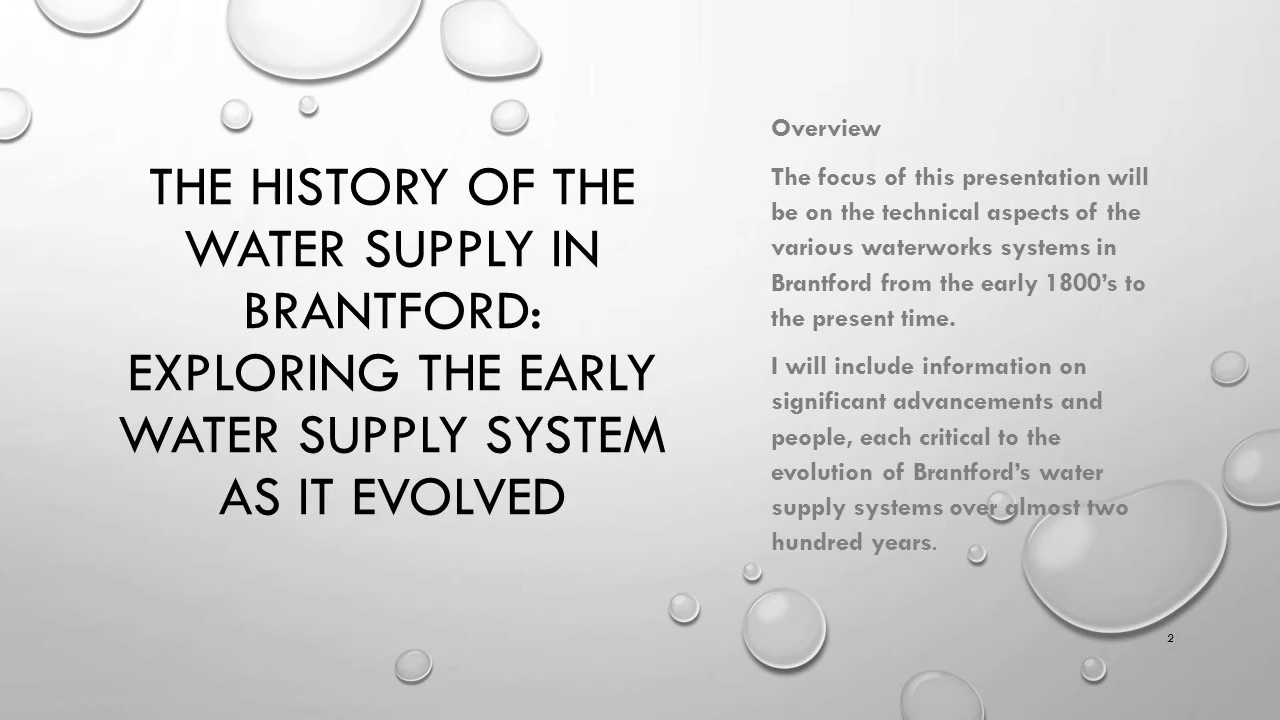 THE HISTORY OF THE
WATER SUPPLY IN
BRANTFORD:
EXPLORING THE EARLY
WATER SUPPLY SYSTEM
AS IT EVOLVED
Overview
The focus of this presentation will
be on the technical aspects of the
various waterworks systems in
Brantford from the early 1800’s to
the present time.
I will include information on
significant advancements and
people, each critical to the
evolution of Brantford’s water
supply systems over almost two
hundred years.
2